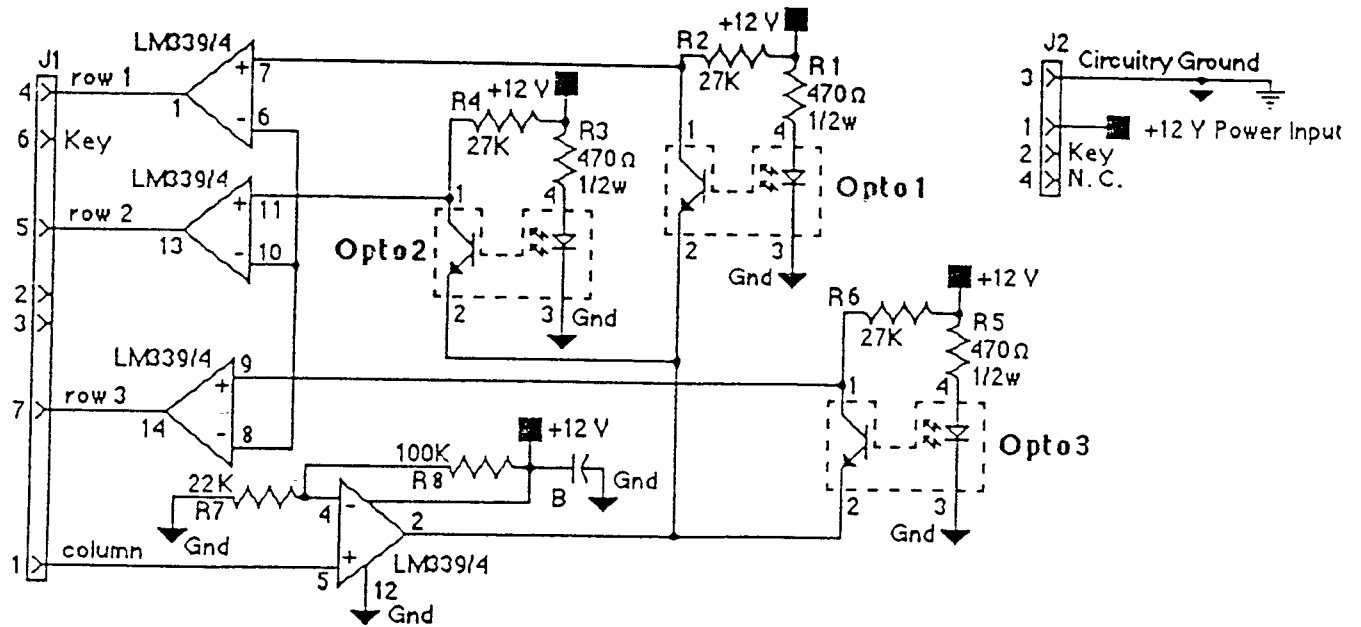 J1
4
row 1
6
Key
5
row 2
2
3
7
row 3
1
column
LM339/4
+
7
1
-
6
LM339/4
+
11
13
-
10
LM339/4
9
+
14
-
8
+12 V
R4
27K
R3
470Ω
1/2w
1
4
Opto2
2
3
Gnd
+12 V
R2
27K
R1
470Ω
1/2w
1
4
Opto1
2
3
Gnd
J2
3
Circuitry Ground
1
+12 V Power Input
2
Key
4
N.C.
+12 V
R6
27K
R5
470Ω
1/2w
1
4
Opto3
2
3
Gnd
+12 V
100K
R8
B
Gnd
22K
R7
Gnd
4
-
2
+
5
LM339/4
12
Gnd